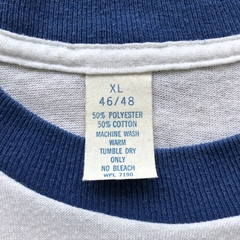 XL
46/48
50% POLYESTER
50% COTTON
MACHINE WASH
WARM
TUMBLE DRY
ONLY
NO BLEACH
WPL 7190